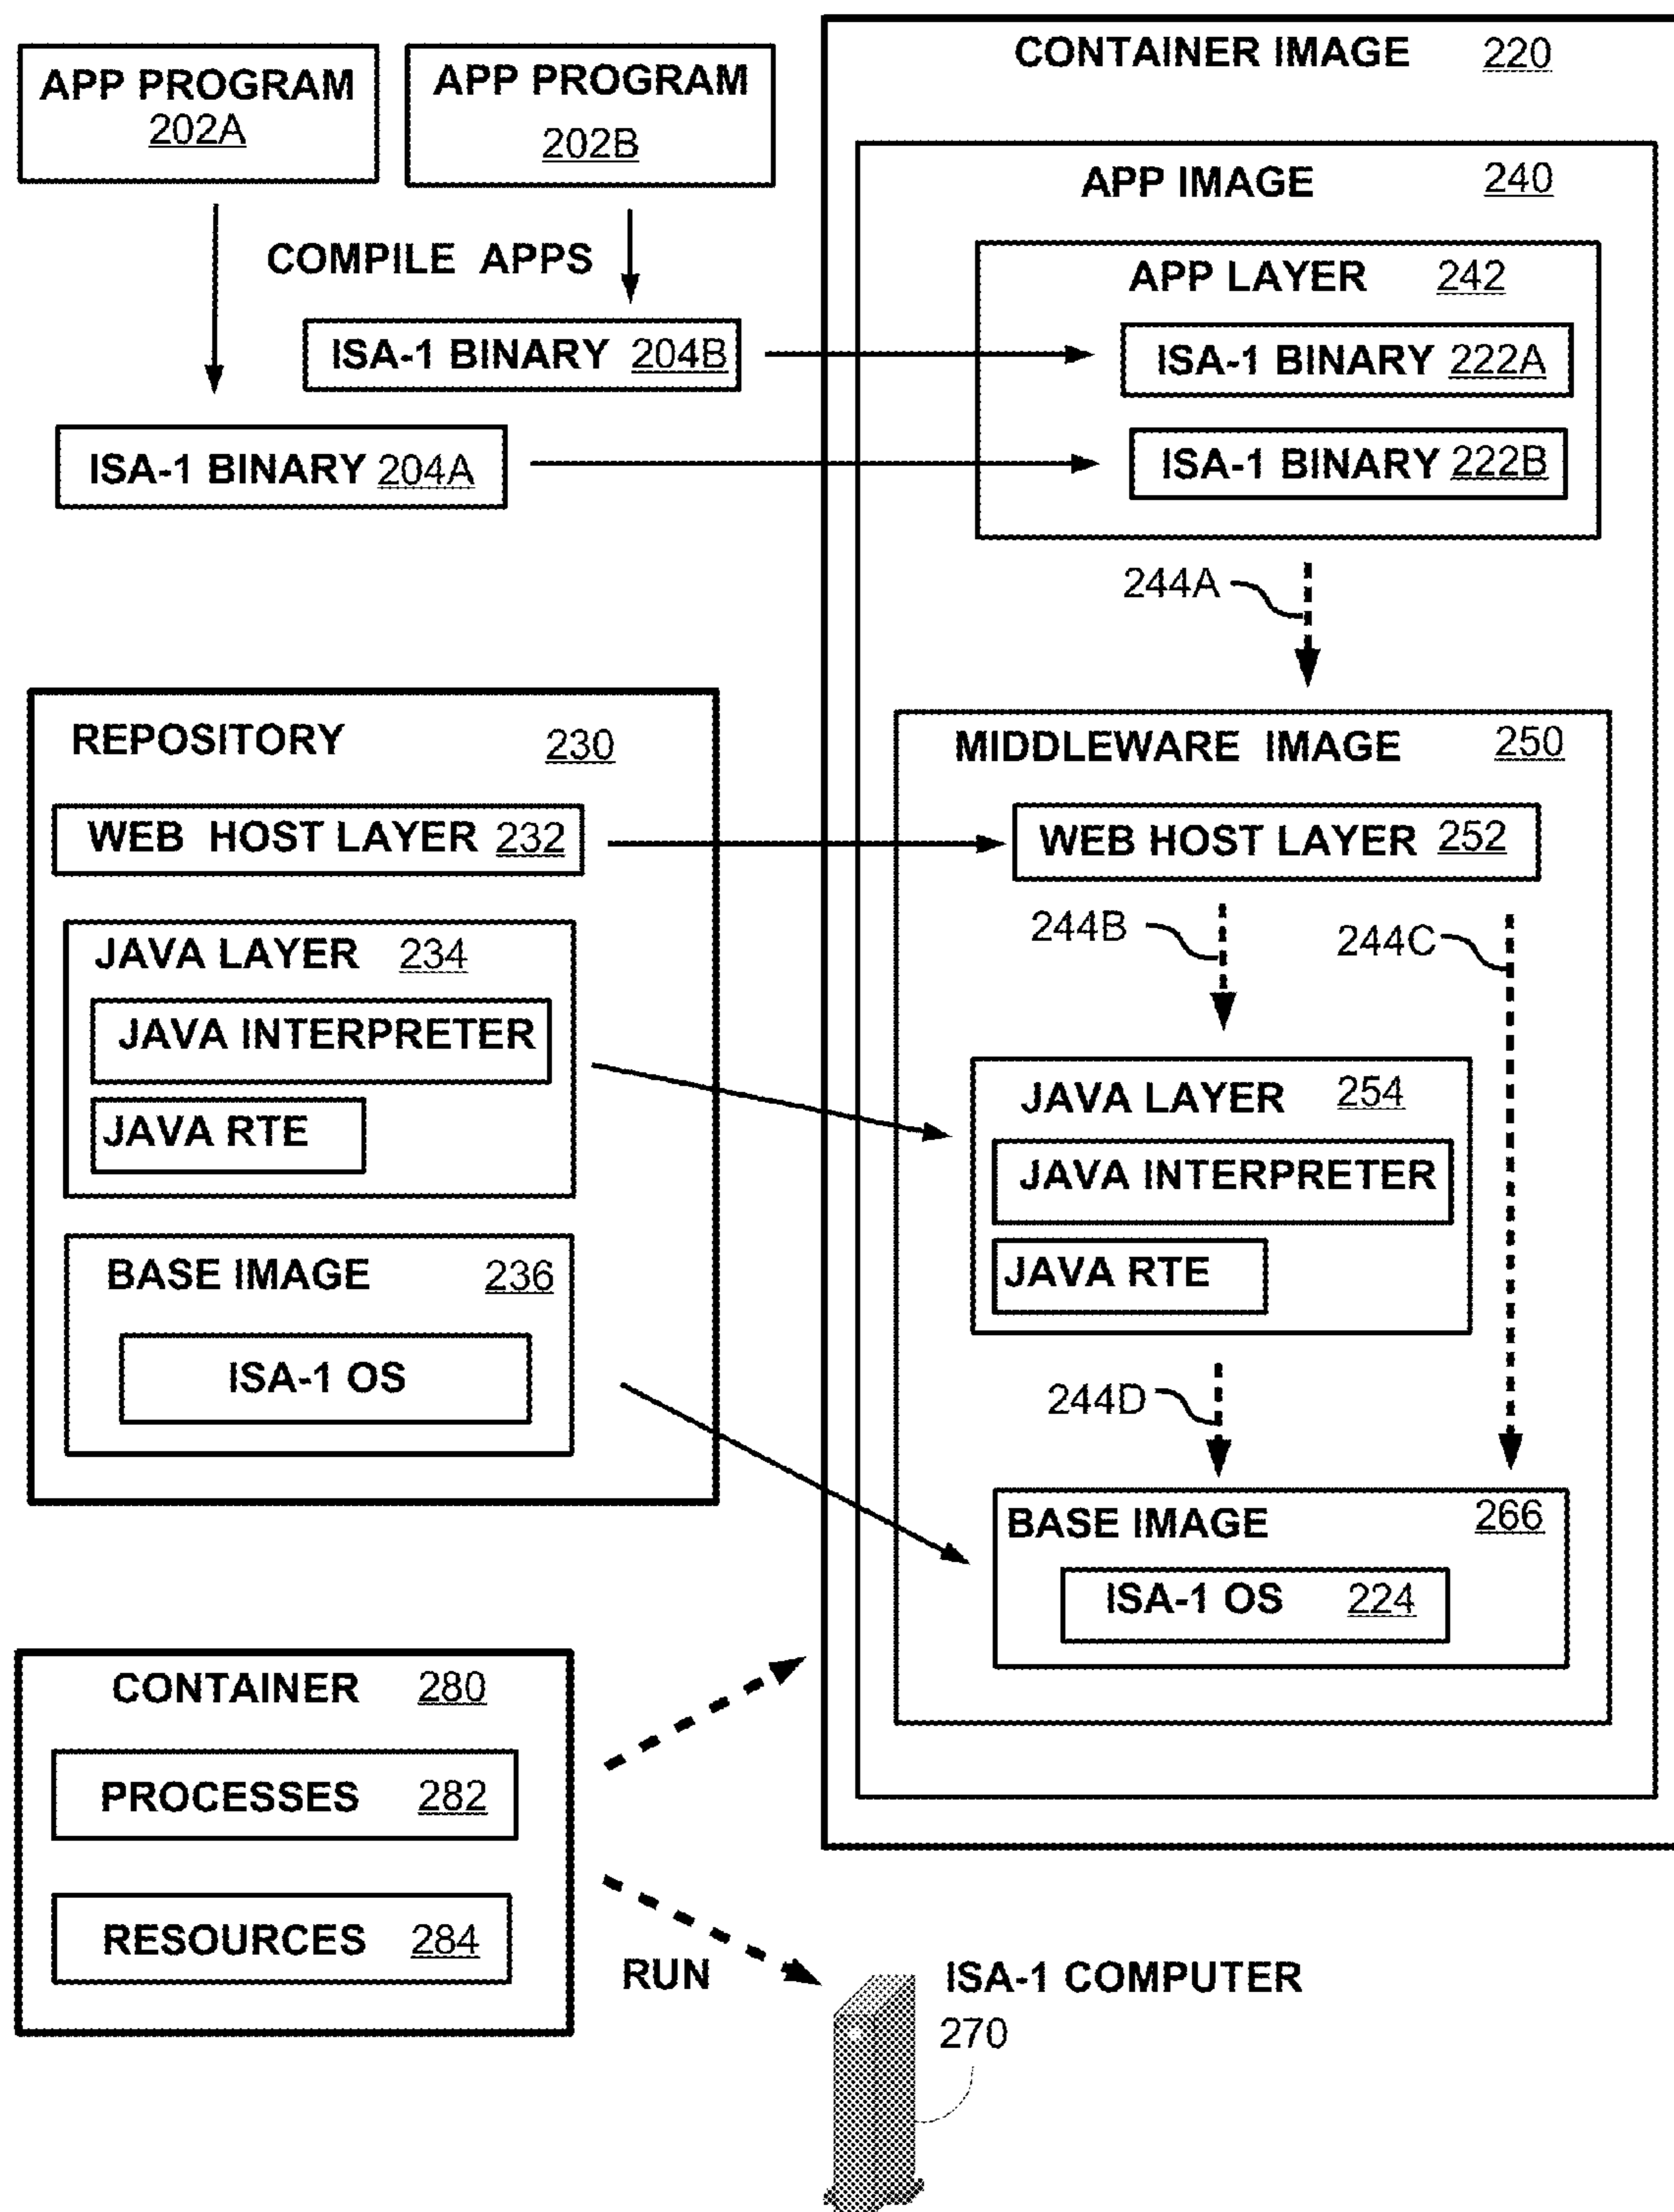 APP PROGRAM
202A
APP PROGRAM
202B
COMPILE APPS
ISA-1 BINARY 204B
ISA-1 BINARY 204A
CONTAINER IMAGE 220
APP IMAGE 240
APP LAYER 242
ISA-1 BINARY 222A
ISA-1 BINARY 222B
244A
REPOSITORY 230
WEB HOST LAYER 232
JAVA LAYER 234
JAVA INTERPRETER
JAVA RTE
BASE IMAGE 236
ISA-1 OS
MIDDLEWARE IMAGE 250
WEB HOST LAYER 252
244B
244C
JAVA LAYER 254
JAVA INTERPRETER
JAVA RTE
244D
BASE IMAGE 266
ISA-1 OS 224
CONTAINER 280
PROCESSES 282
RESOURCES 284
RUN
ISA-1 COMPUTER
270